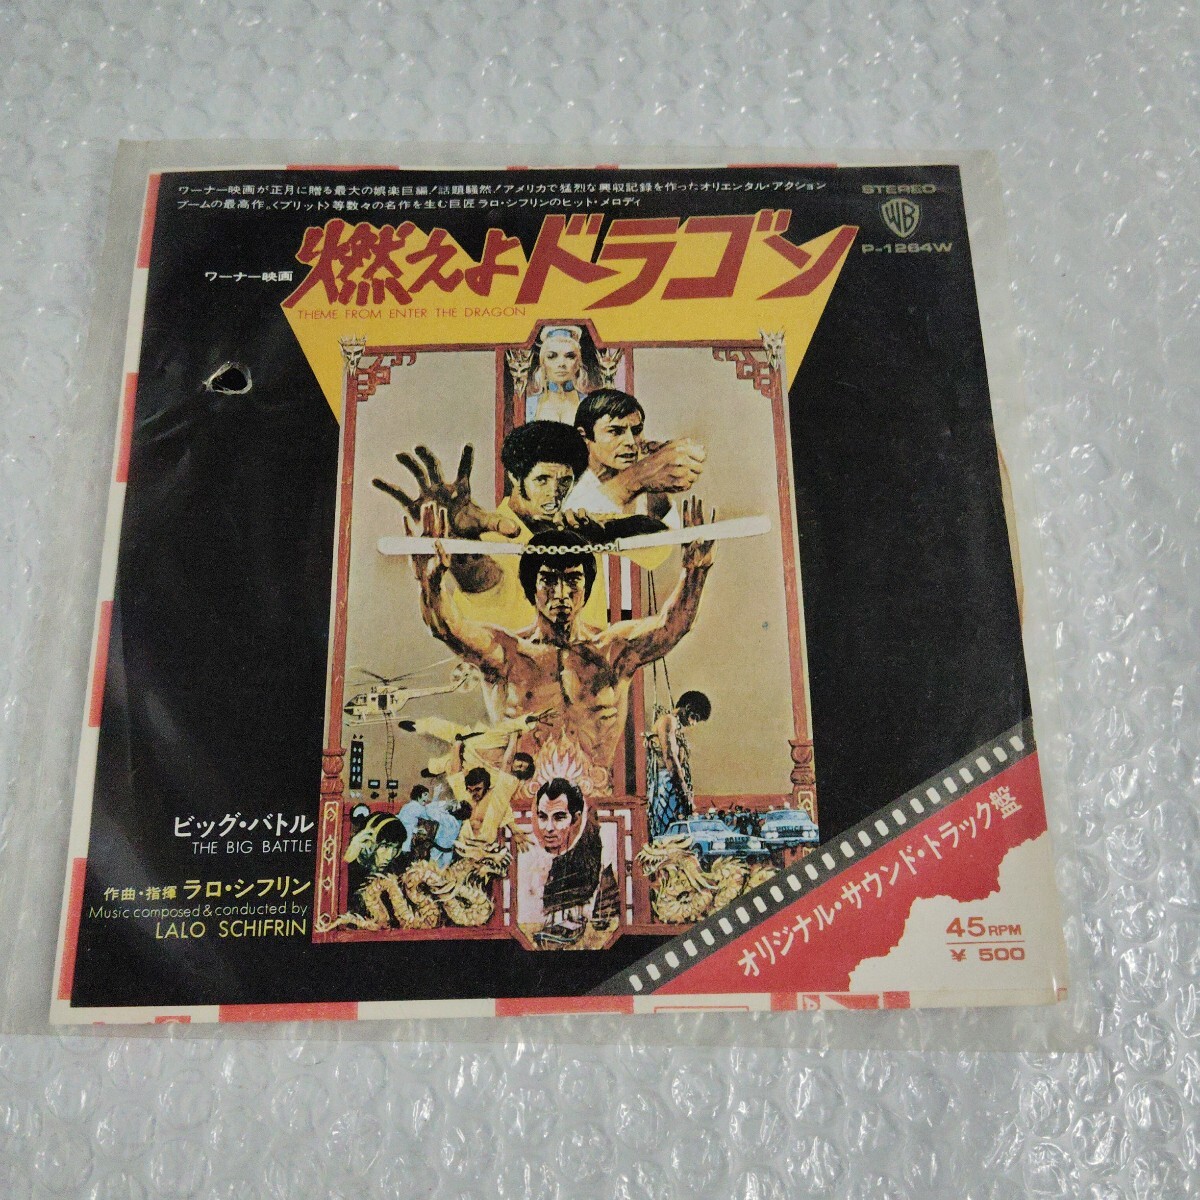 ワーナー映画が正月に贈る最大の娯楽巨編！話題騒然！アメリカで猛烈な興収記録を作ったオリエンタル・アクション
ブームの最高作。〈ブリット〉等数々の名作を生む巨匠ラロ・シフリンのヒット・メロディ
STEREO
WB
P-1264W
ワーナー映画
燃えよドラゴン
THEME FROM ENTER THE DRAGON
ビッグ・バトル
THE BIG BATTLE
作曲・指揮 ラロ・シフリン
Music composed & conducted by
LALO SCHIFRIN
オリジナル・サウンド・トラック盤
45 RPM
¥ 500